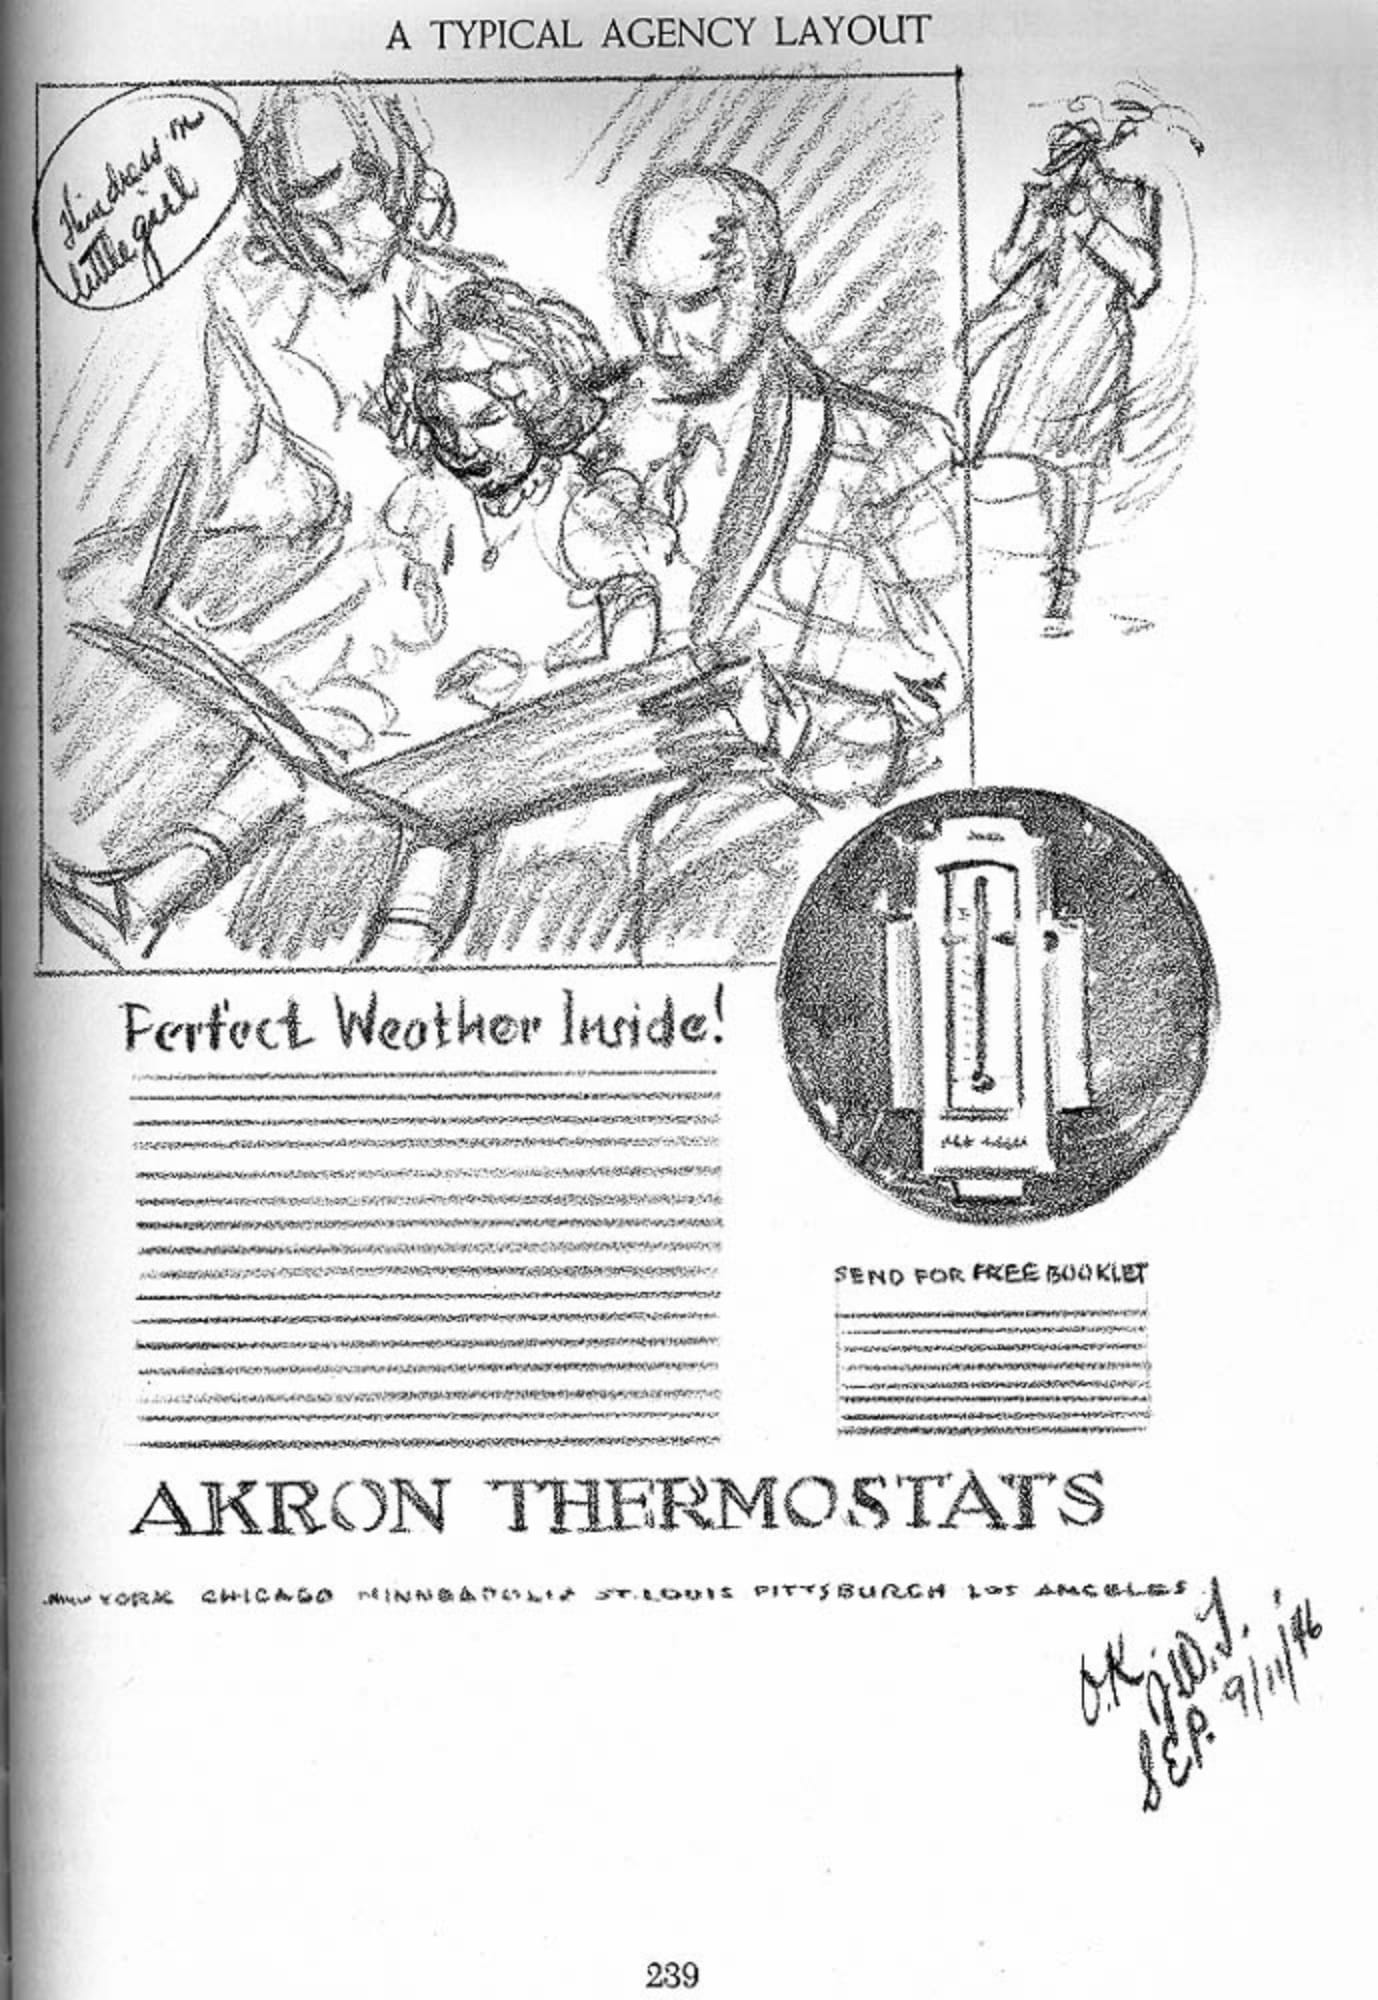 A TYPICAL AGENCY LAYOUT
Thin dress on
little girl
Perfect Weather Inside!
SEND FOR FREE BOOKLET
AKRON THERMOSTATS
NEW YORK CHICAGO MINNEAPOLIS ST. LOUIS PITTSBURGH LOS ANGELES
O.K. J.W.T.
S.E.P. 9/11/46
239